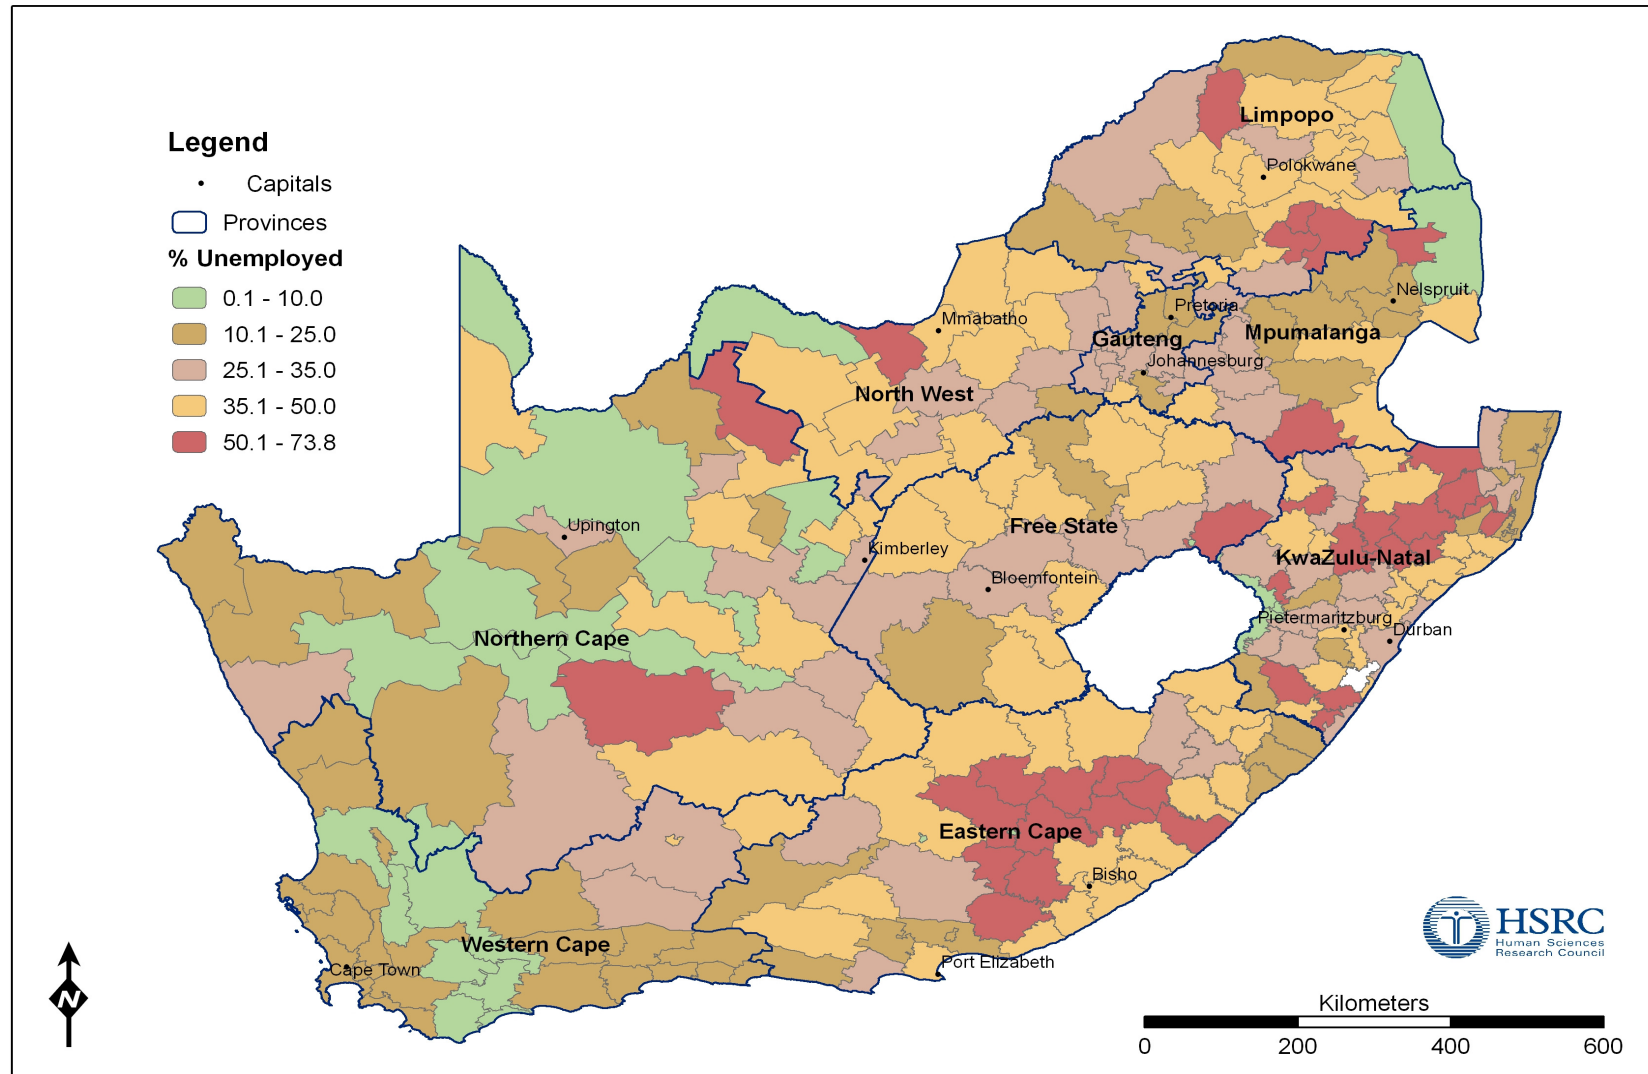 Legend
Capitals
Provinces
% Unemployed
0.1 - 10.0
10.1 - 25.0
25.1 - 35.0
35.1 - 50.0
50.1 - 73.8
Limpopo
Polokwane
Nelspruit
Mmabatho
Pretoria
Gauteng
Mpumalanga
Johannesburg
North West
Upington
Free State
Kimberley
KwaZulu-Natal
Bloemfontein
Pietermaritzburg
Durban
Northern Cape
Eastern Cape
Bisho
Western Cape
Cape Town
Port Elizabeth
HSRC
Human Sciences
Research Council
N
Kilometers
0 200 400 600